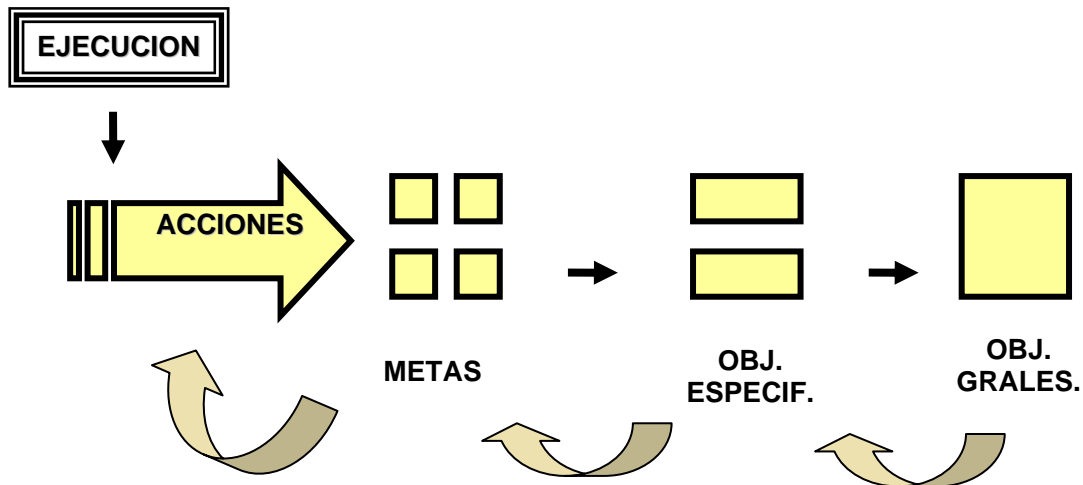 EJECUCION
ACCIONES
METAS
OBJ.
ESPECIF.
OBJ.
GRALES.